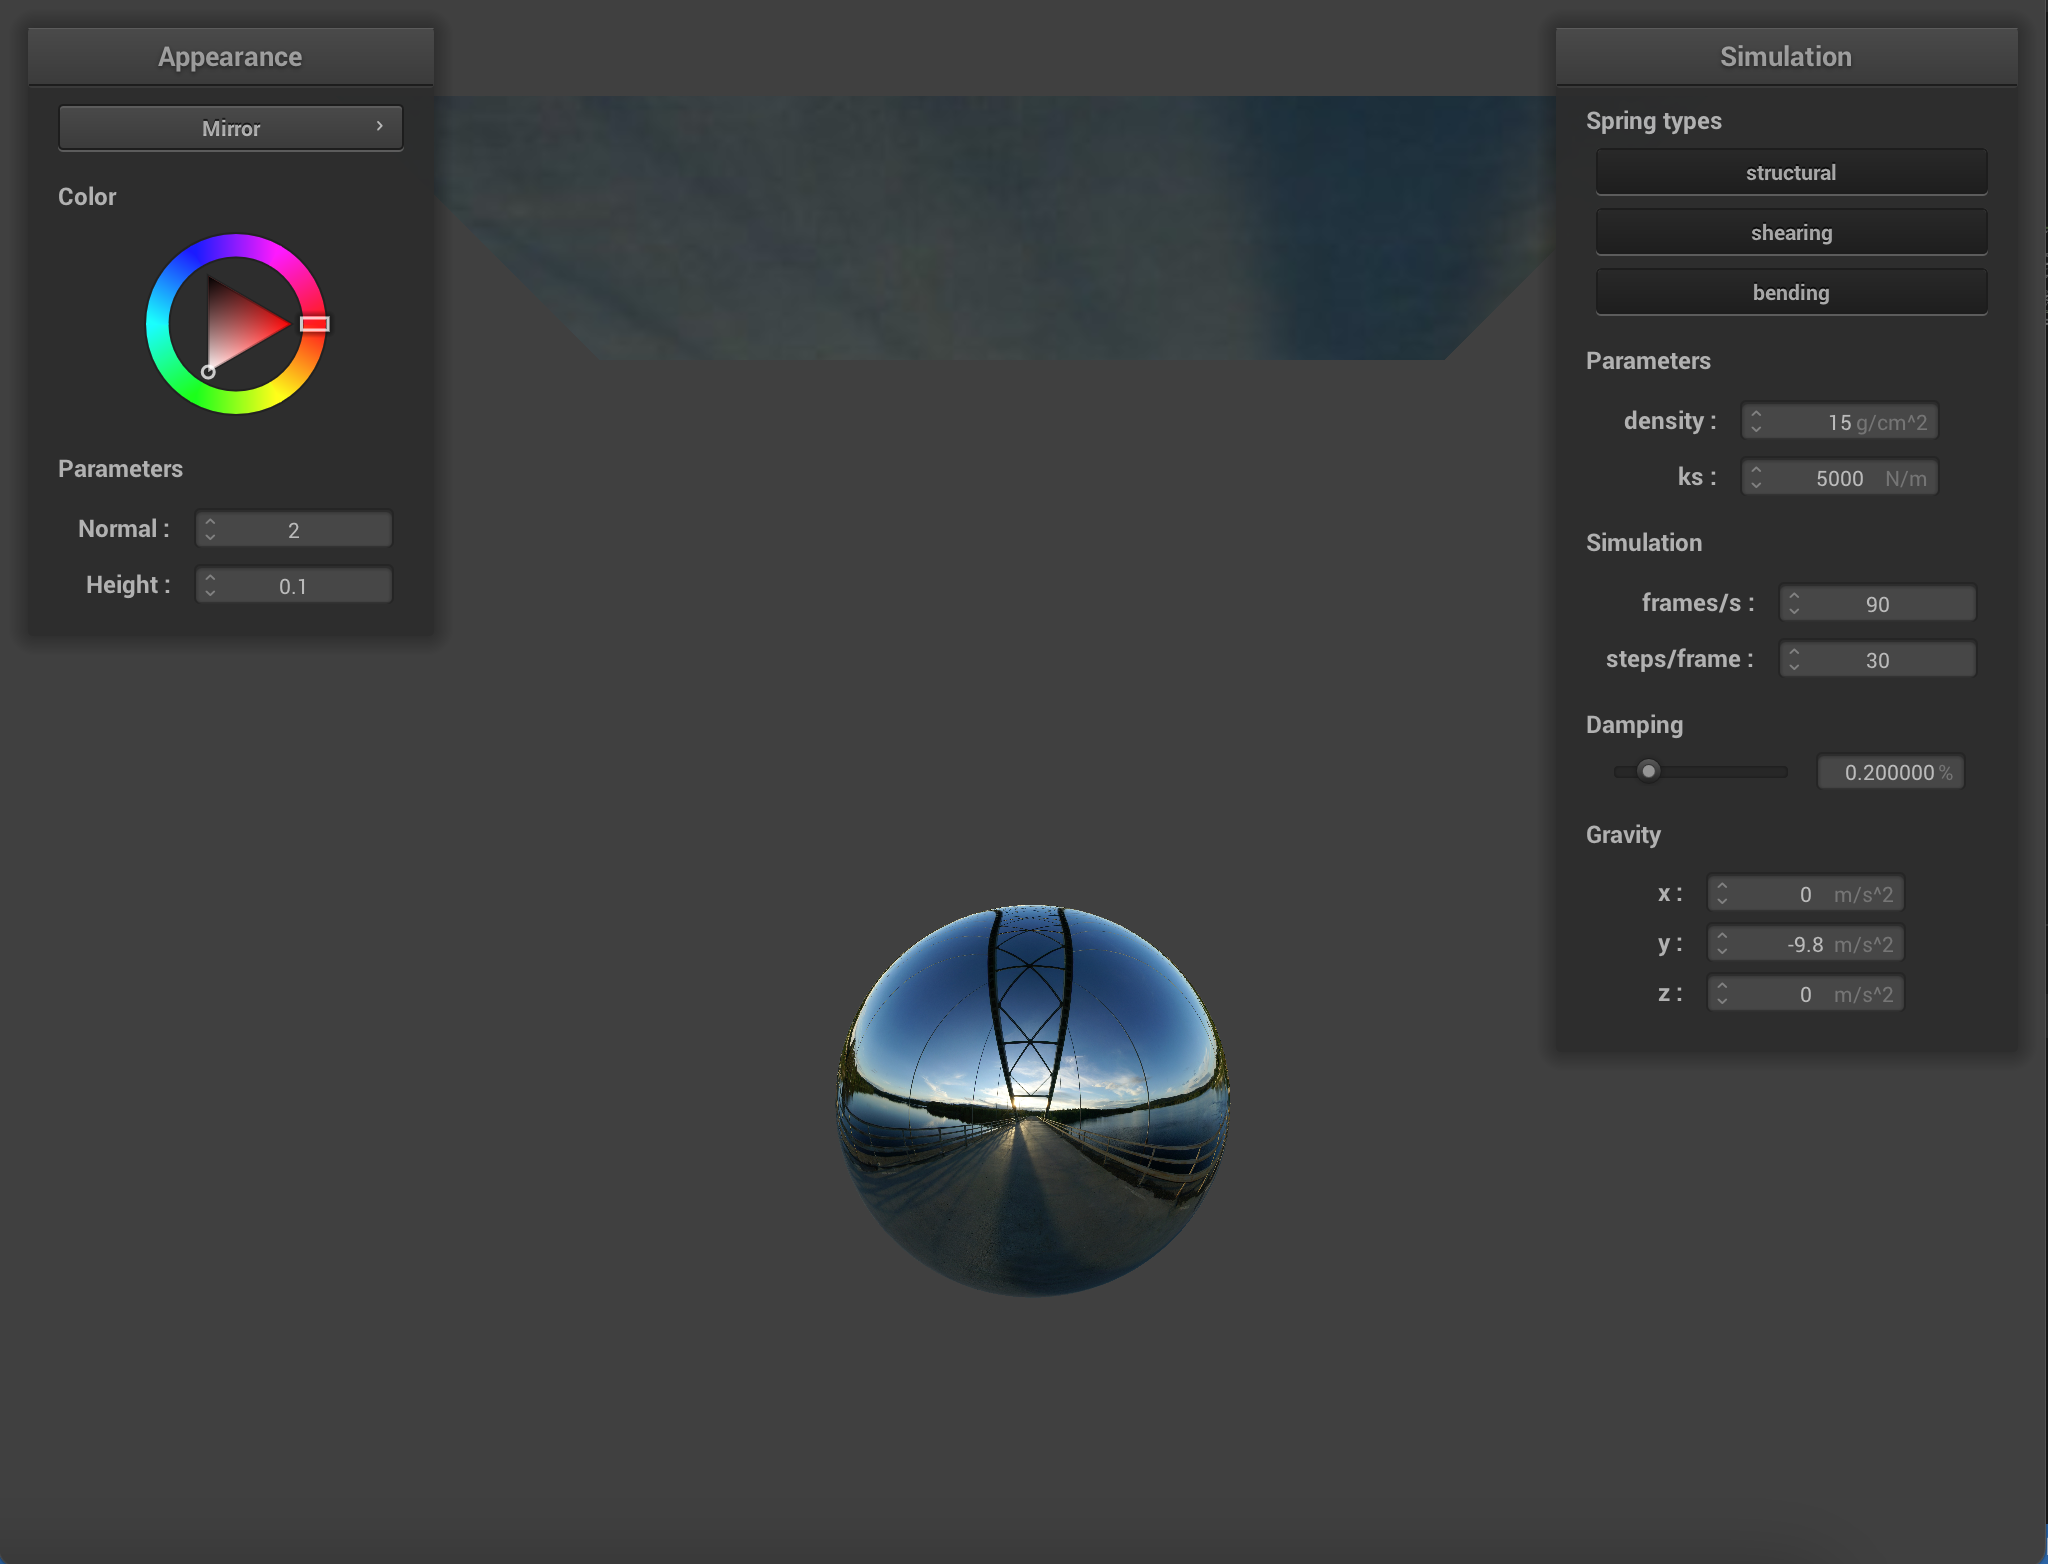 Appearance
Mirror
Color
Parameters
Normal : 2
Height : 0.1
Simulation
Spring types
structural
shearing
bending
Parameters
density : 15 g/cm^2
ks : 5000 N/m
Simulation
frames/s : 90
steps/frame : 30
Damping
0.200000 %
Gravity
x : 0 m/s^2
y : -9.8 m/s^2
z : 0 m/s^2